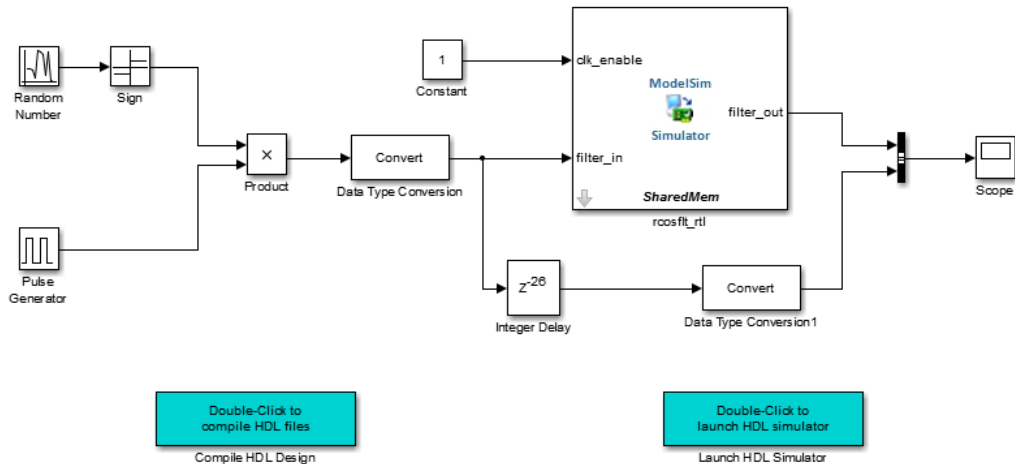 Random
Number
Sign
1
Constant
clk_enable
ModelSim
Simulator
filter_out
filter_in
SharedMem
rcosflt_rtl
×
Product
Convert
Data Type Conversion
Scope
Pulse
Generator
Z-26
Integer Delay
Convert
Data Type Conversion1
Double-Click to
compile HDL files
Compile HDL Design
Double-Click to
launch HDL simulator
Launch HDL Simulator